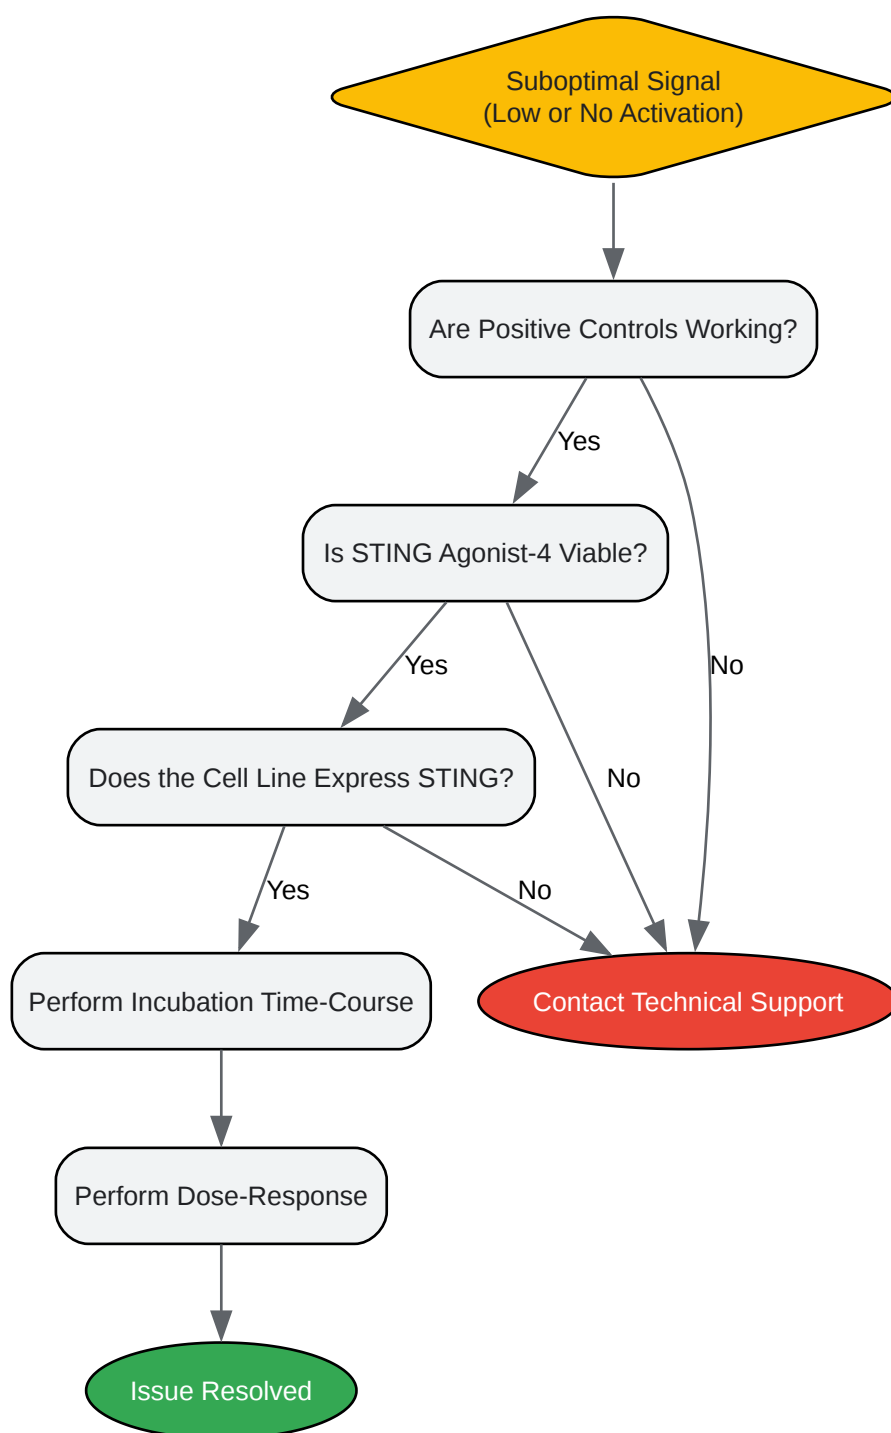 Suboptimal Signal
(Low or No Activation)
Are Positive Controls Working?
Yes
Is STING Agonist-4 Viable?
Yes
No
Does the Cell Line Express STING?
No
Yes
No
Perform Incubation Time-Course
Contact Technical Support
Perform Dose-Response
Issue Resolved